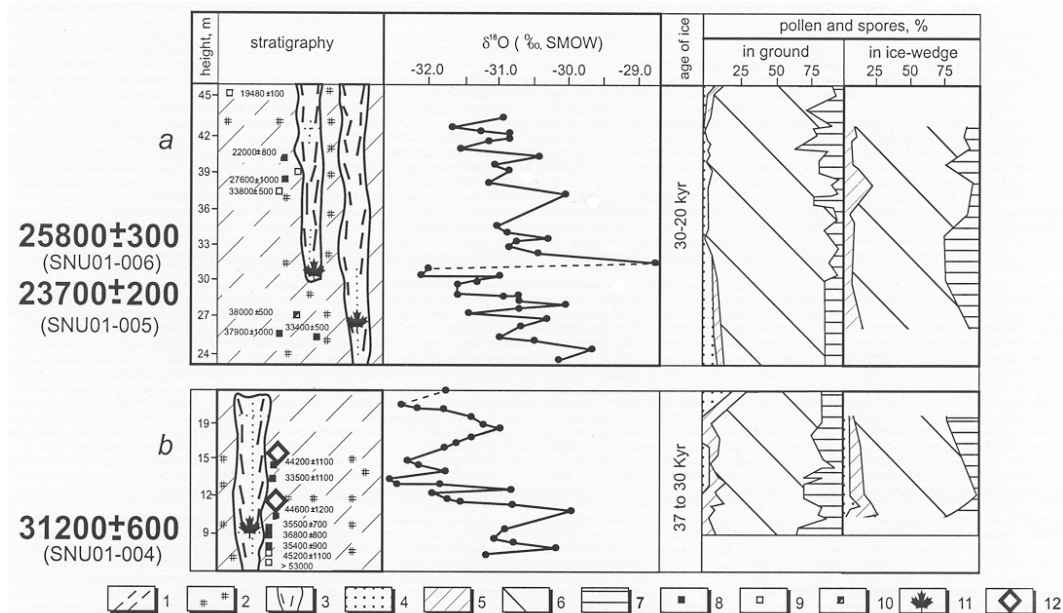 height, m
stratigraphy
δ¹⁸O ( ‰, SMOW)
-32.0 -31.0 -30.0 -29.0
age of ice
pollen and spores, %
in ground
in ice-wedge
25 50 75
25 75
a
45
42
39
36
33
30
27
24
19480±100
22000±800
27600±1000
33800±500
38000±500
33400±500
37900±1000
30-20 kyr
25800±300
(SNU01-006)
23700±200
(SNU01-005)
b
19
15
12
9
44200±1100
33500±1100
44600±1200
35500±700
36800±800
35400±900
45200±1100
> 53000
37 to 30 Kyr
31200±600
(SNU01-004)
1 2 3 4 5 6 7 8 9 10 11 12